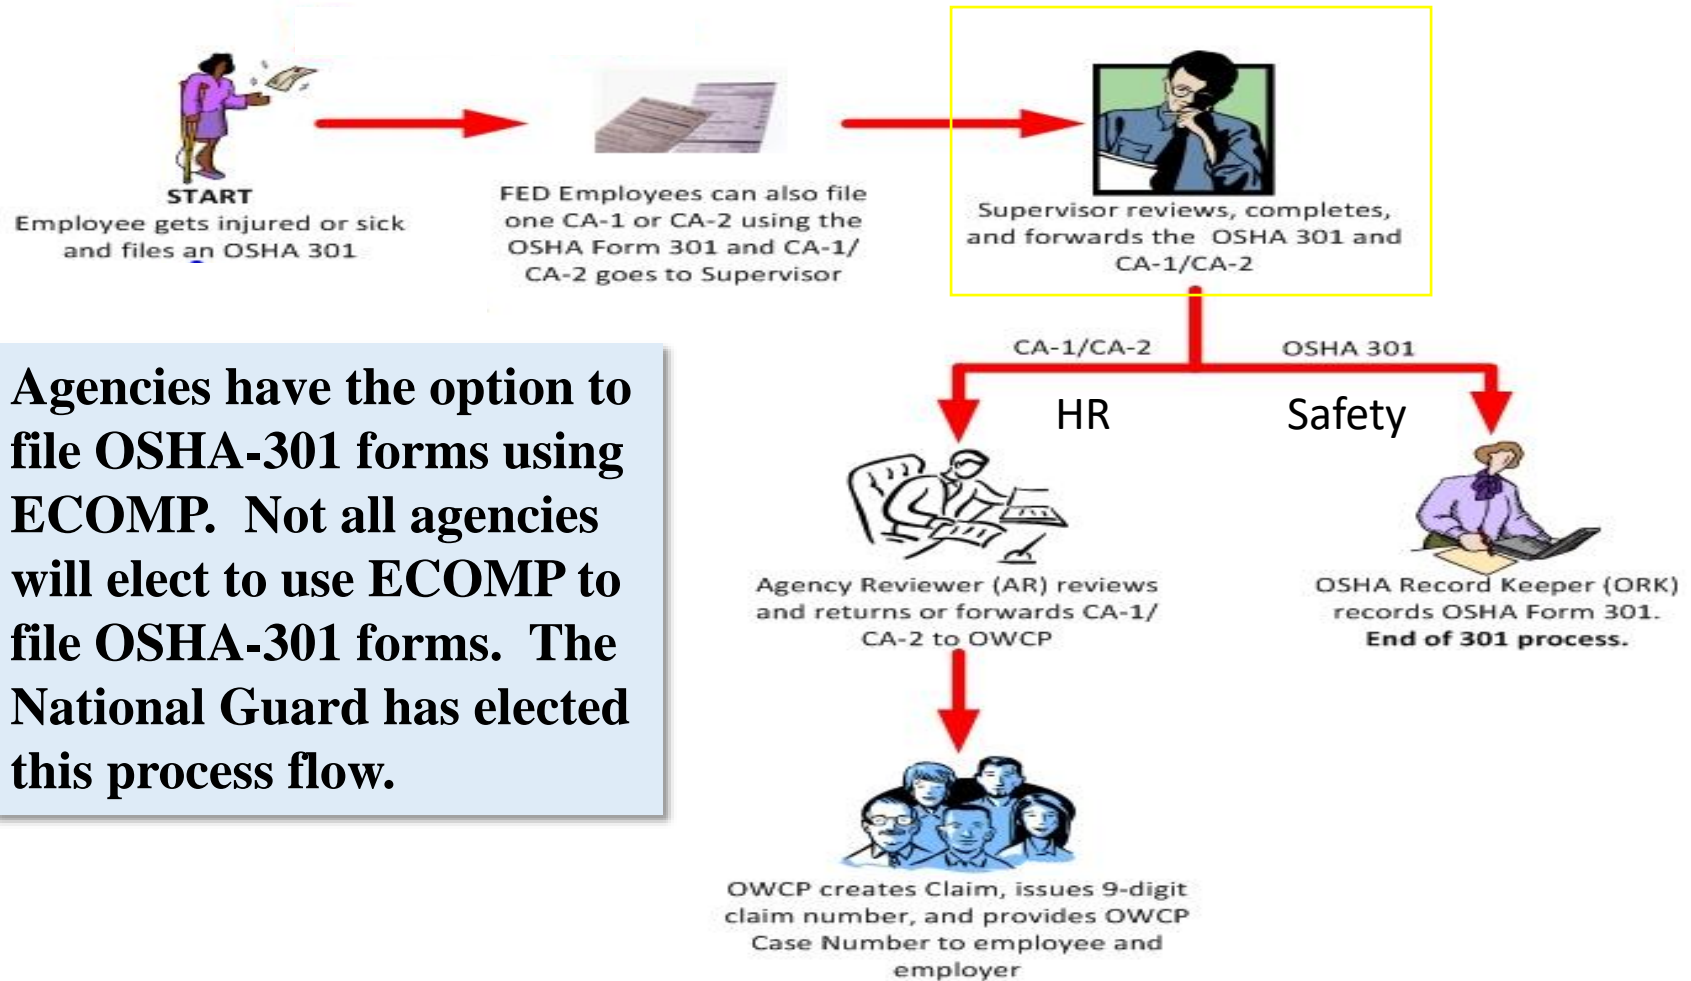 START
Employee gets injured or sick
and files an OSHA 301
FED Employees can also file
one CA-1 or CA-2 using the
OSHA Form 301 and CA-1/
CA-2 goes to Supervisor
Supervisor reviews, completes,
and forwards the OSHA 301 and
CA-1/CA-2
CA-1/CA-2
OSHA 301
HR
Safety
Agencies have the option to
file OSHA-301 forms using
ECOMP. Not all agencies
will elect to use ECOMP to
file OSHA-301 forms. The
National Guard has elected
this process flow.
Agency Reviewer (AR) reviews
and returns or forwards CA-1/
CA-2 to OWCP
OSHA Record Keeper (ORK)
records OSHA Form 301.
End of 301 process.
OWCP creates Claim, issues 9-digit
claim number, and provides OWCP
Case Number to employee and
employer